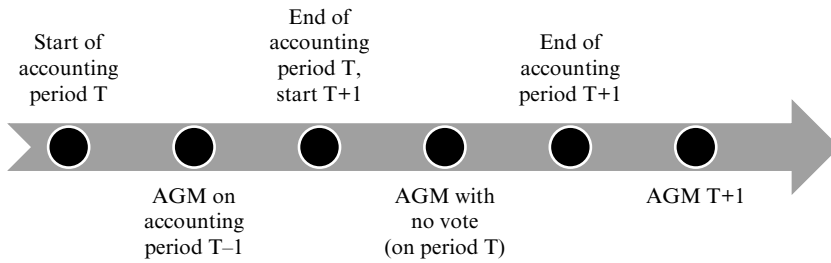 Start of
accounting
period T
End of
accounting
period T,
start T+1
End of
accounting
period T+1
AGM on
accounting
period T–1
AGM with
no vote
(on period T)
AGM T+1